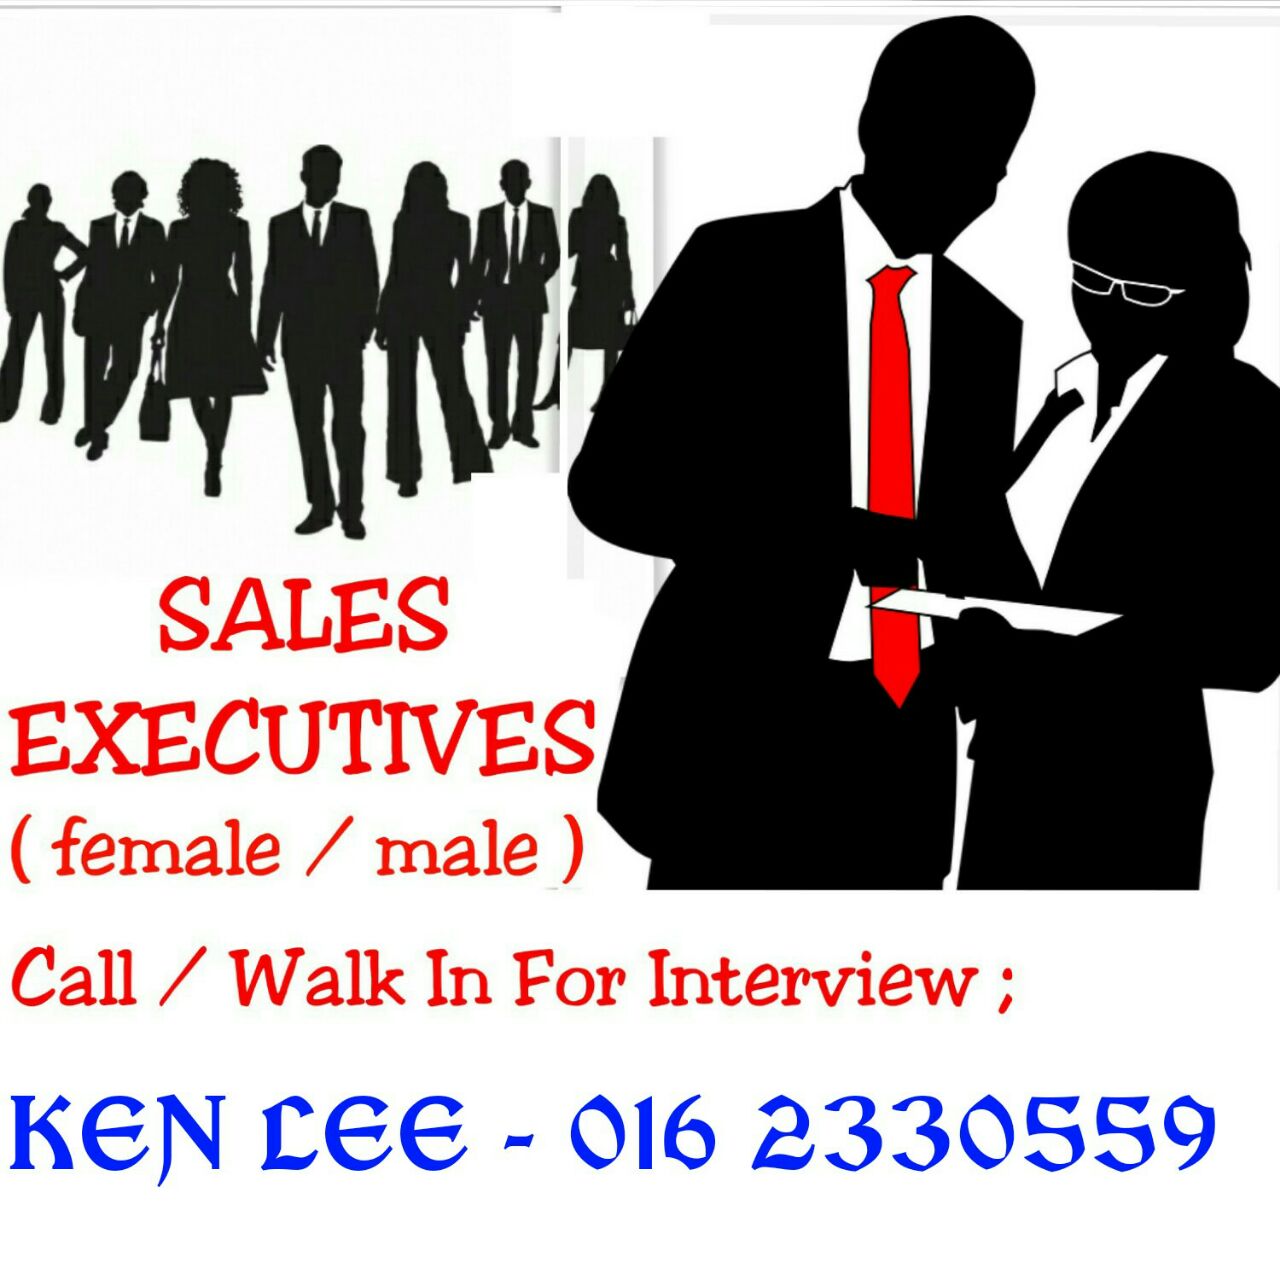 SALES
EXECUTIVES
( female / male )
Call / Walk In For Interview ;
KEN LEE - 016 2330559